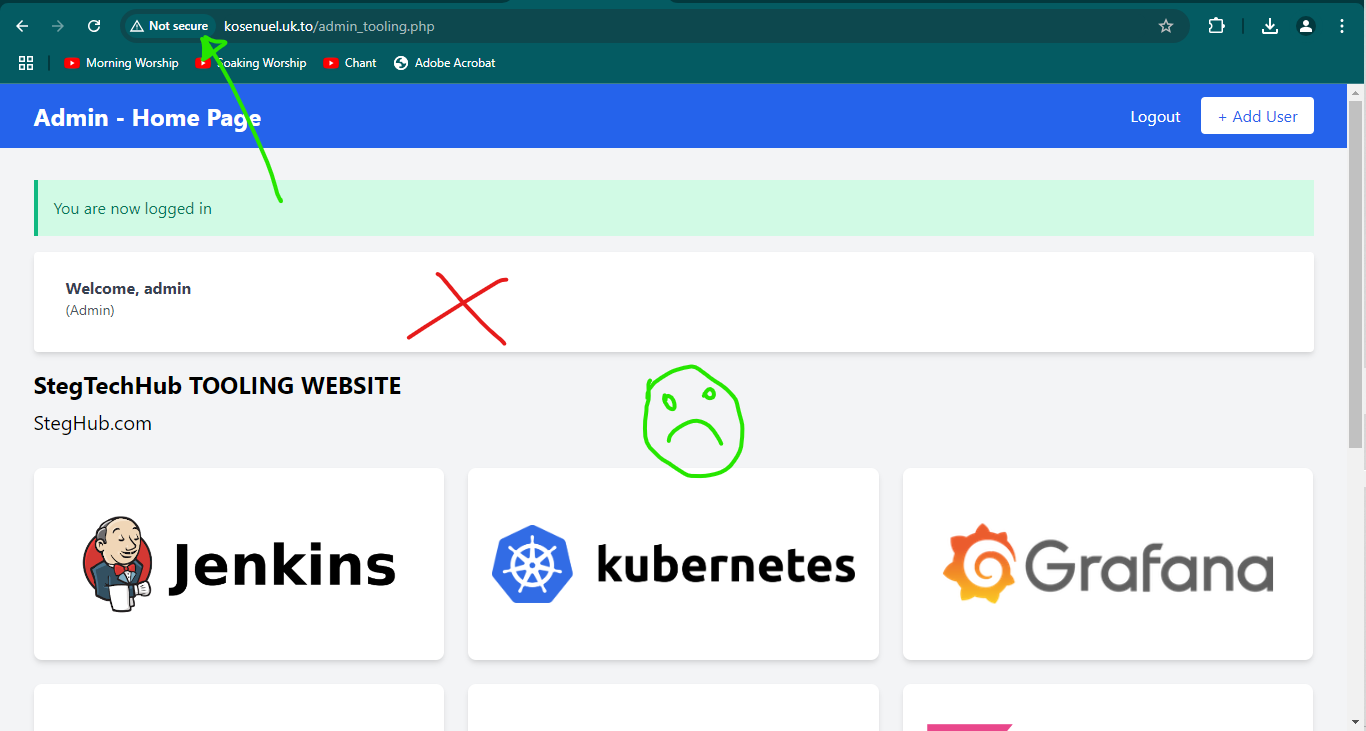 Not secure kosenuel.uk.to/admin_tooling.php
Morning Worship Soaking Worship Chant Adobe Acrobat
Admin - Home Page Logout + Add User
You are now logged in
Welcome, admin
(Admin)
StegTechHub TOOLING WEBSITE
StegHub.com
Jenkins kubernetes Grafana